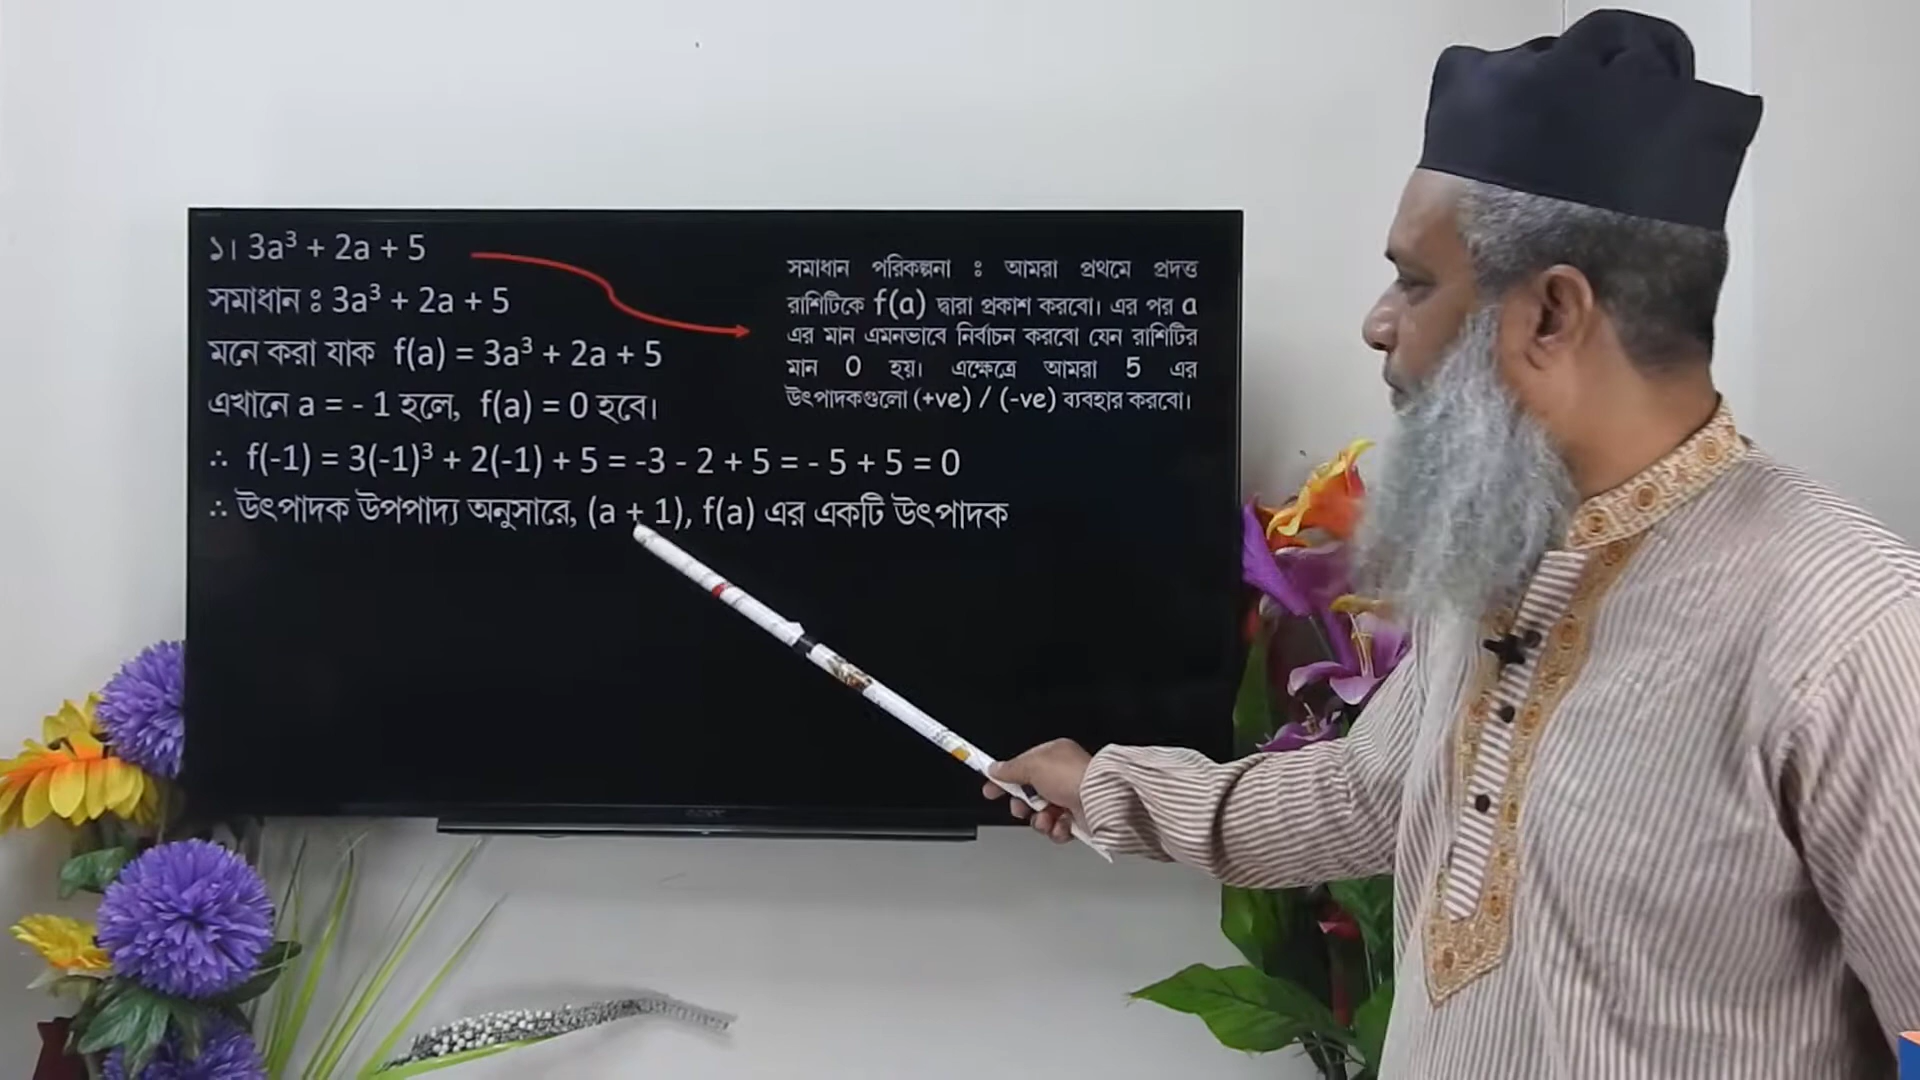 ১। 3a³ + 2a + 5
সমাধান ঃ 3a³ + 2a + 5
মনে করা যাক f(a) = 3a³ + 2a + 5
এখানে a = - 1 হলে, f(a) = 0 হবে।
∴ f(-1) = 3(-1)³ + 2(-1) + 5 = -3 - 2 + 5 = - 5 + 5 = 0
∴ উৎপাদক উপপাদ্য অনুসারে, (a + 1), f(a) এর একটি উৎপাদক
সমাধান পরিকল্পনা ঃ আমরা প্রথমে প্রদত্ত
রাশিটিকে f(a) দ্বারা প্রকাশ করবো। এর পর a
এর মান এমনভাবে নির্বাচন করবো যেন রাশিটির
মান 0 হয়। এক্ষেত্রে আমরা 5 এর
উৎপাদকগুলো (+ve) / (-ve) ব্যবহার করবো।
SONY